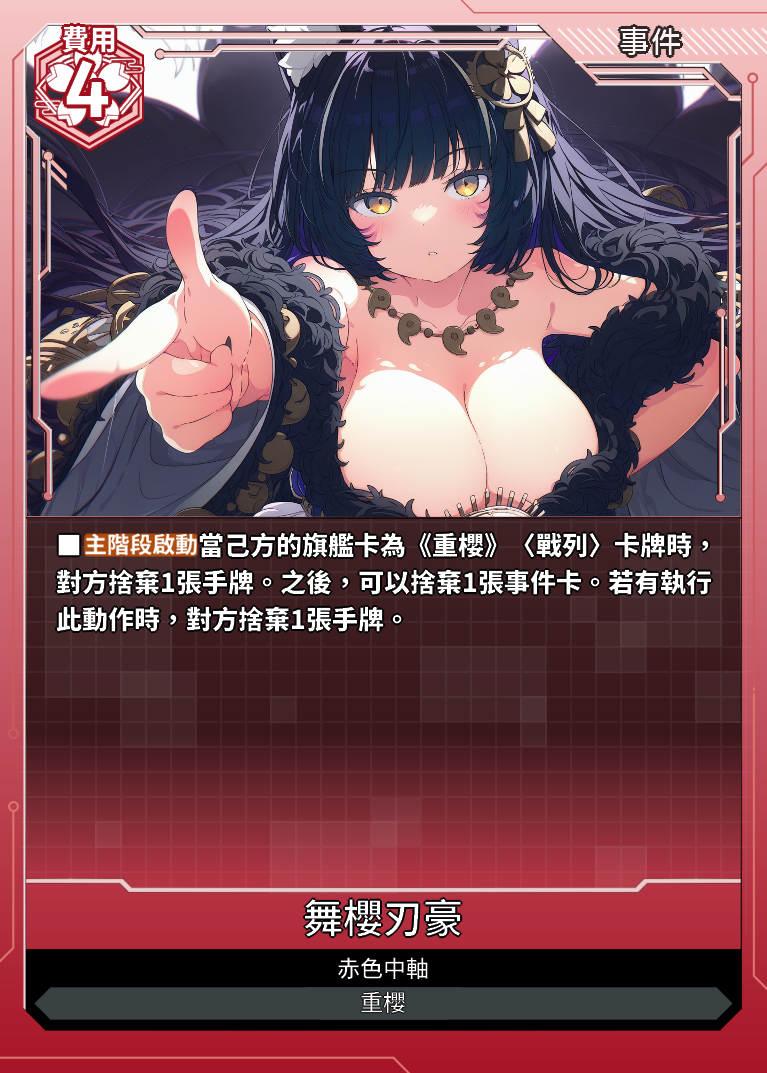 費用
4
事件
■主階段啟動當己方的旗艦卡為《重櫻》〈戰列〉卡牌時，
對方捨棄1張手牌。之後，可以捨棄1張事件卡。若有執行
此動作時，對方捨棄1張手牌。
舞櫻刃豪
赤色中軸
重櫻